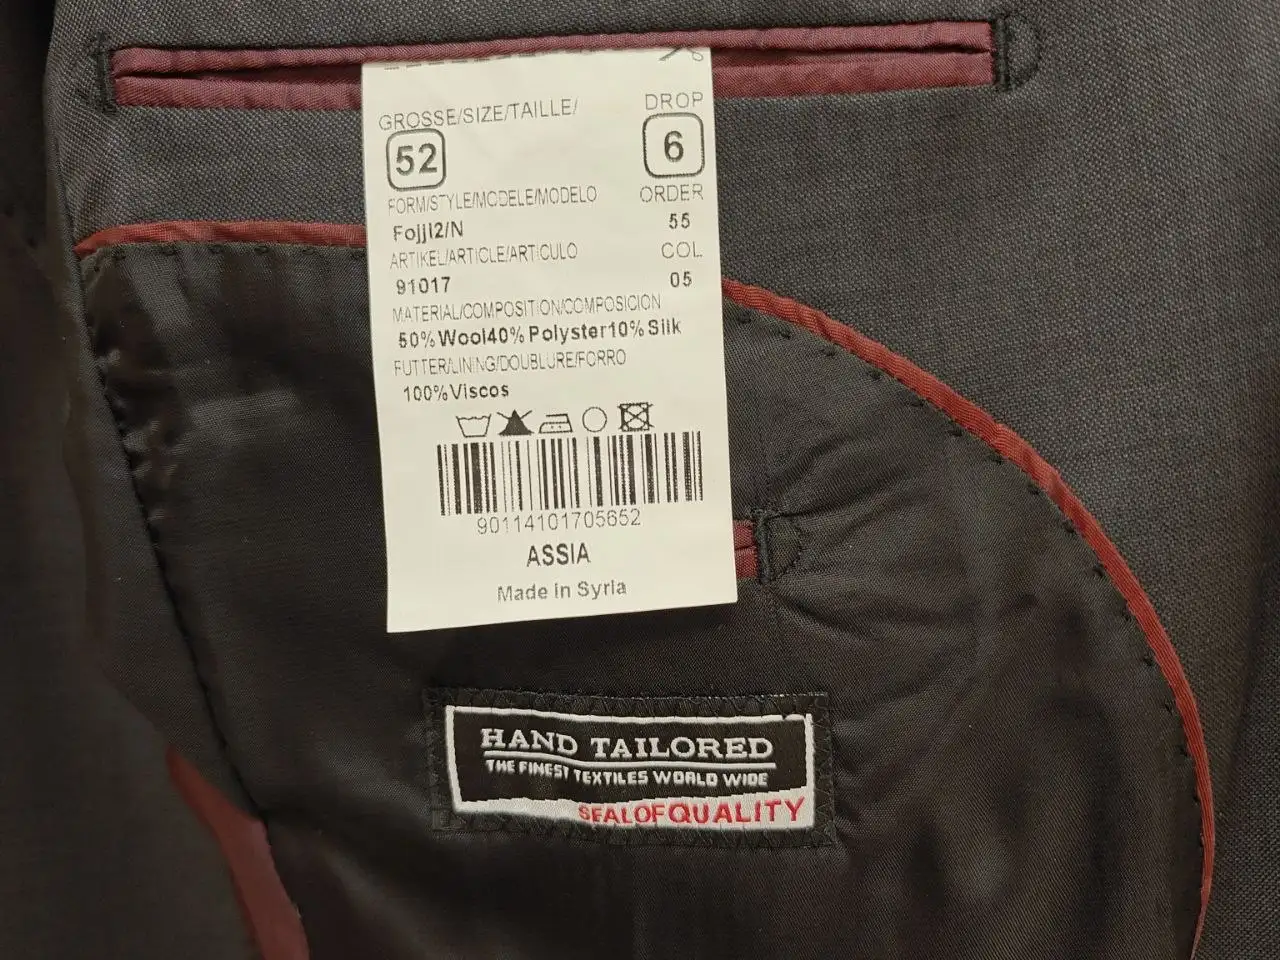 GROSSE/SIZE/TAILLE/ DROP
52 6
FORM/STYLE/MODELE/MODELO ORDER
Fojjl2/N 55
ARTIKEL/ARTICLE/ARTICULO COL
91017 05
MATERIAL/COMPOSITION/COMPOSICION
50%Wool40%Polyster10%Silk
FUTTER/LINING/DOUBLURE/FORRO
100%Viscos
90114101705652
ASSIA
Made in Syria
HAND TAILORED
THE FINEST TEXTILES WORLD WIDE
SEALOFQUALITY